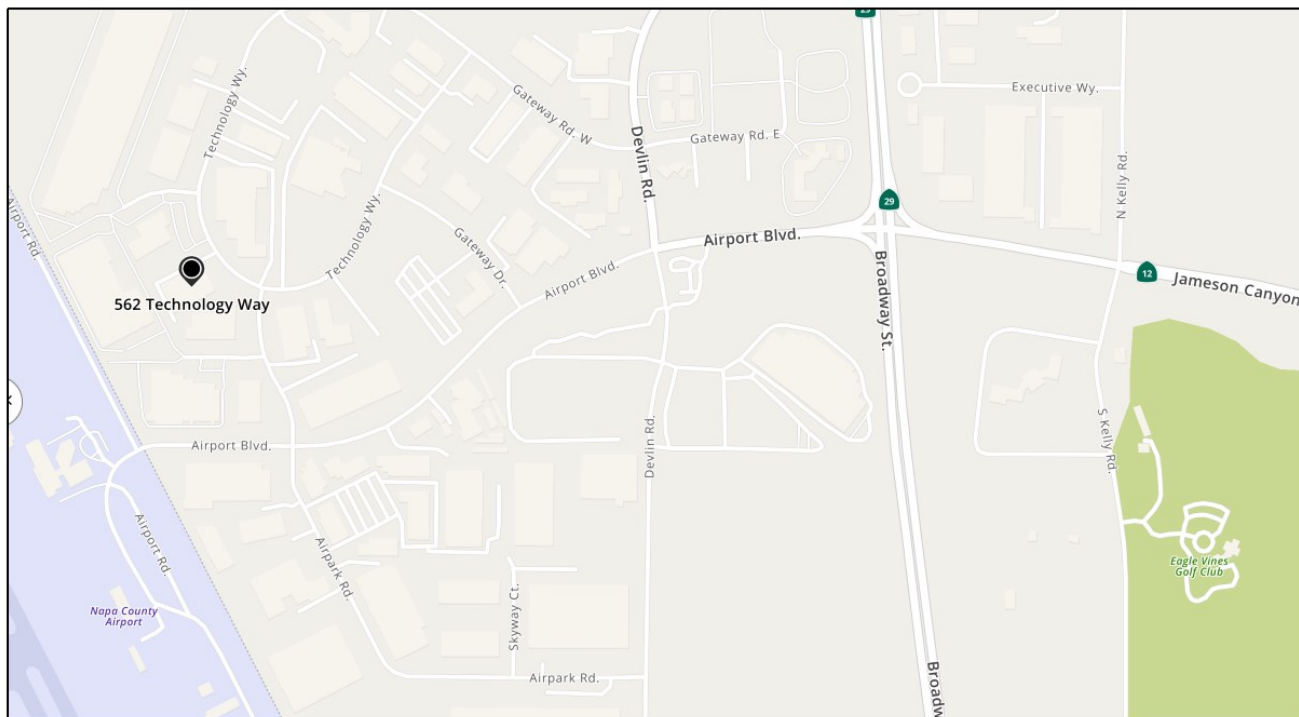 29
Executive Wy.
Technology Wy.
Gateway Rd. W
Devlin Rd.
Gateway Rd. E
N Kelly Rd.
Airport Rd.
29
Technology Wy.
Gateway Dr.
Airport Blvd.
Airport Blvd.
Broadway St.
12
Jameson Canyon
562 Technology Way
Airport Blvd.
Devlin Rd.
S Kelly Rd.
Airport Rd.
Airpark Rd.
Skyway Ct.
Eagle Vines
Golf Club
Napa County
Airport
Airpark Rd.